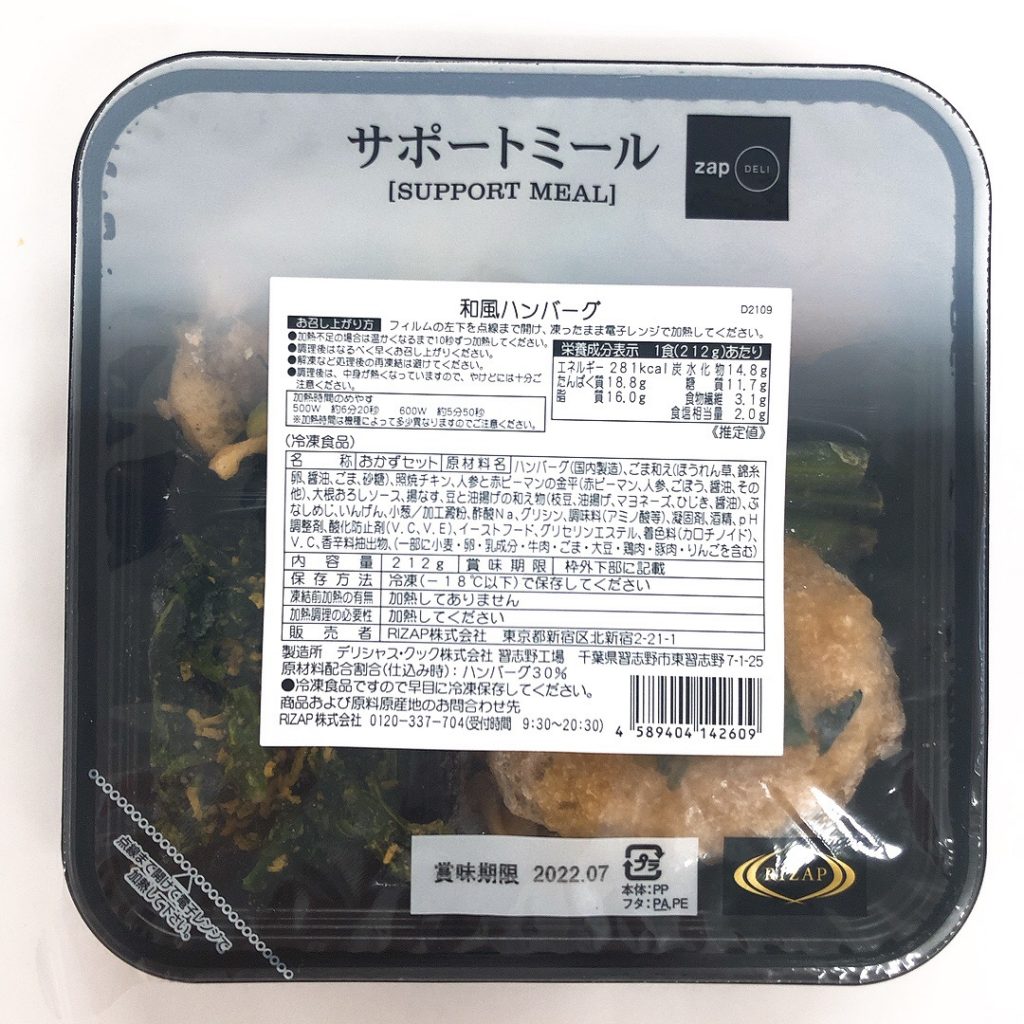 サポートミール
[SUPPORT MEAL]
zap DELI
和風ハンバーグ
D2109
お召し上がり方 フィルムの左下を点線まで開け、凍ったまま電子レンジで加熱してください。
●加熱不足の場合は温かくなるまで10秒ずつ加熱してください。
●調理後はなるべく早くお召し上がりください。
●解凍など処理後の再凍結は避けてください。
●調理後は、中身が熱くなっていますので、やけどには十分ご
注意ください。
加熱時間のめやす
500W 約6分20秒 600W 約5分50秒
※加熱時間は機種によって多少異なりますのでご注意ください。
栄養成分表示 1食(212g)あたり
エネルギー 281kcal 炭水化物 14.8g
たんぱく質 18.8g 糖質 11.7g
脂質 16.0g 食物繊維 3.1g
食塩相当量 2.0g
《推定値》
(冷凍食品)
名称 おかずセット 原材料名 ハンバーグ(国内製造)、ごま和え(ほうれん草、錦糸
卵、醤油、ごま、砂糖)、照焼チキン、人参と赤ピーマンの金平(赤ピーマン、人参、ごぼう、醤油、その
他)、大根おろしソース、揚なす、豆と油揚げの和え物(枝豆、油揚げ、マヨネーズ、ひじき、醤油)、ぶ
なしめじ、いんげん、小葱/加工澱粉、酢酸Na、グリシン、調味料(アミノ酸等)、凝固剤、酒精、pH
調整剤、酸化防止剤(V.C、V.E)、イーストフード、グリセリンエステル、着色料(カロチノイド)、
V.C、香辛料抽出物、(一部に小麦・卵・乳成分・牛肉・ごま・大豆・鶏肉・豚肉・りんごを含む)
内容量 212g 賞味期限 枠外下部に記載
保存方法 冷凍(-18℃以下)で保存してください
凍結前加熱の有無 加熱してありません
加熱調理の必要性 加熱してください
販売者 RIZAP株式会社 東京都新宿区北新宿2-21-1
製造所 デリシャス・クック株式会社 習志野工場 千葉県習志野市東習志野7-1-25
原材料配合割合(仕込み時):ハンバーグ30%
●冷凍食品ですので早目に冷凍保存してください。
商品および原料原産地のお問合わせ先
RIZAP株式会社 0120-337-704(受付時間 9:30~20:30)
4 589404 142609
点線まで開けて電子レンジで
加熱して下さい。
賞味期限 2022.07
プラ
本体:PP
フタ:PA,PE
RIZAP